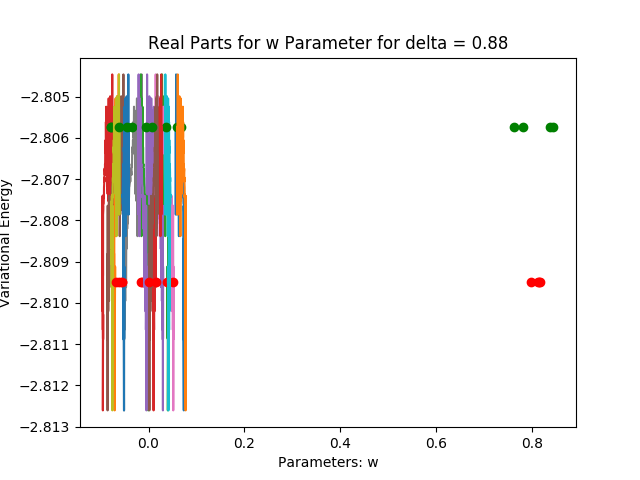 Real Parts for w Parameter for delta = 0.88
−2.805
−2.806
−2.807
−2.808
−2.809
−2.810
−2.811
−2.812
−2.813
Variational Energy
0.0 0.2 0.4 0.6 0.8
Parameters: w